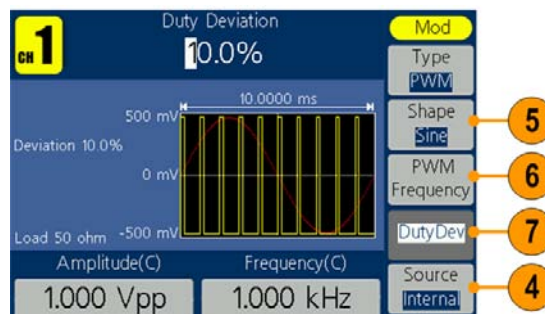 CH 1
Duty Deviation
10.0%
10.0000 ms
500 mV
Deviation 10.0%
0 mV
Load 50 ohm
-500 mV
Amplitude(C)
1.000 Vpp
Frequency(C)
1.000 kHz
Mod
Type
PWM
Shape
Sine
5
PWM
Frequency
6
DutyDev
7
Source
Internal
4